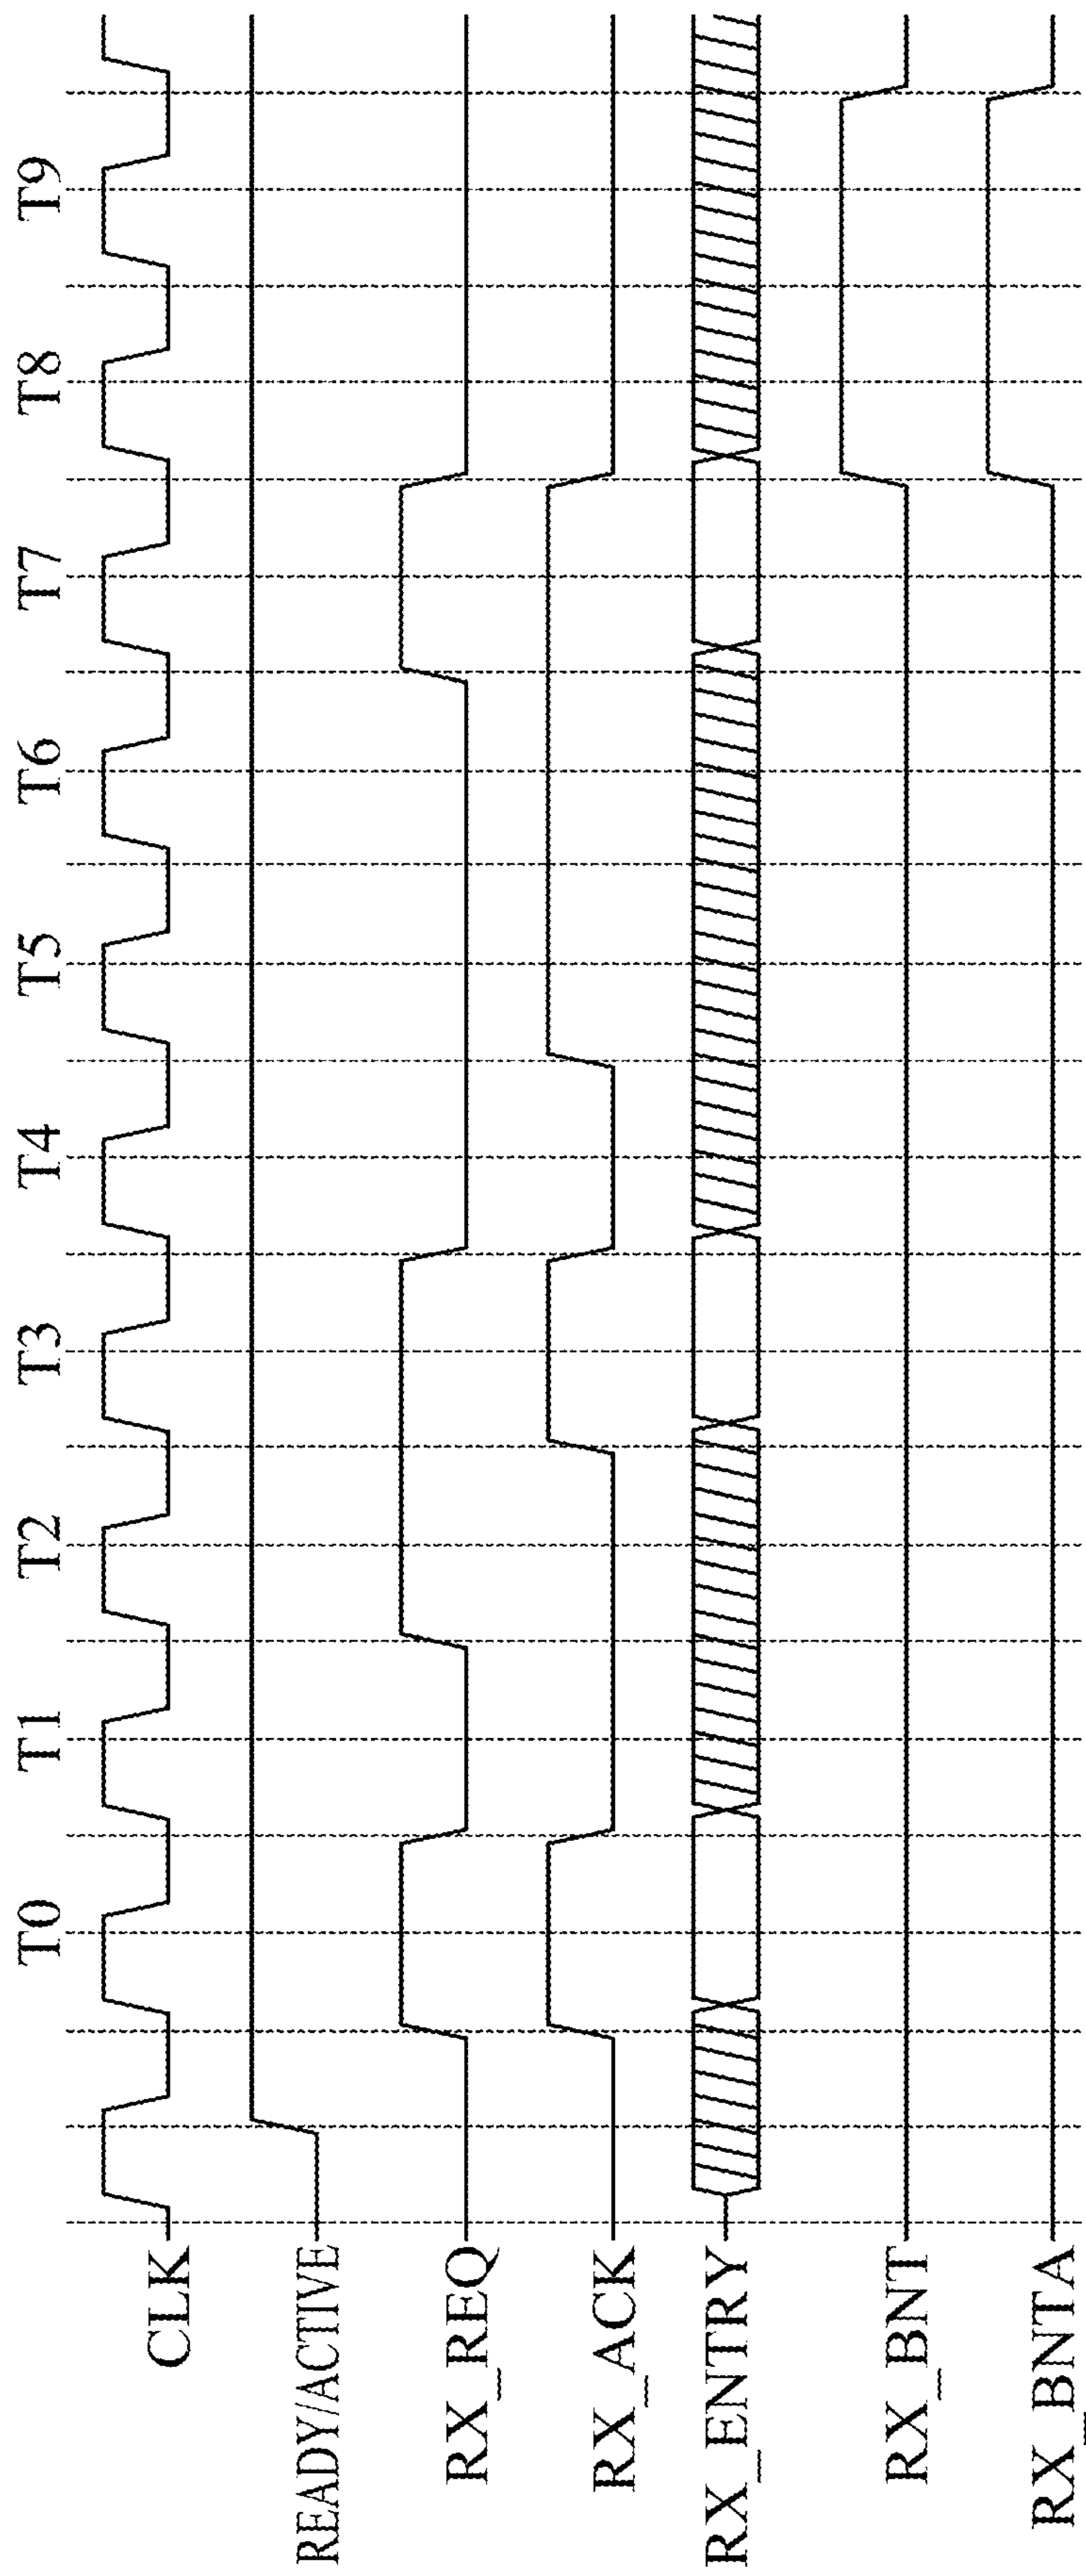 T0 T1 T2 T3 T4 T5 T6 T7 T8 T9
CLK
READY/ACTIVE
RX_REQ
RX_ACK
RX_ENTRY
RX_BNT
RX_BNTA